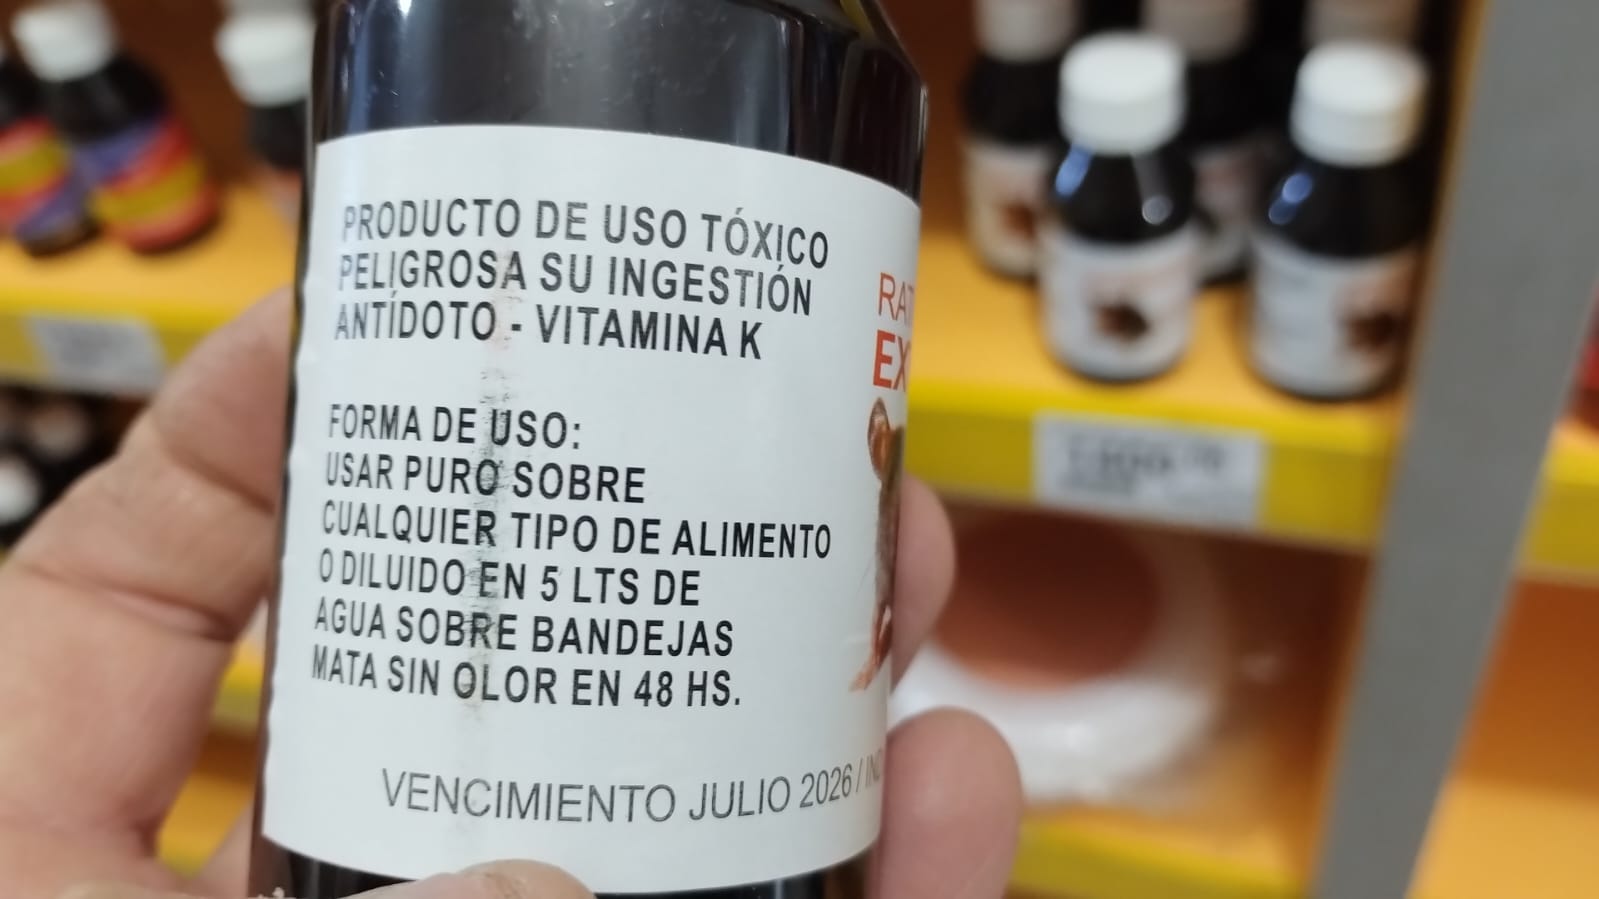 PRODUCTO DE USO TÓXICO
PELIGROSA SU INGESTIÓN
ANTÍDOTO - VITAMINA K
FORMA DE USO:
USAR PURO SOBRE
CUALQUIER TIPO DE ALIMENTO
O DILUIDO EN 5 LTS DE
AGUA SOBRE BANDEJAS
MATA SIN OLOR EN 48 HS.
VENCIMIENTO JULIO 2026 /